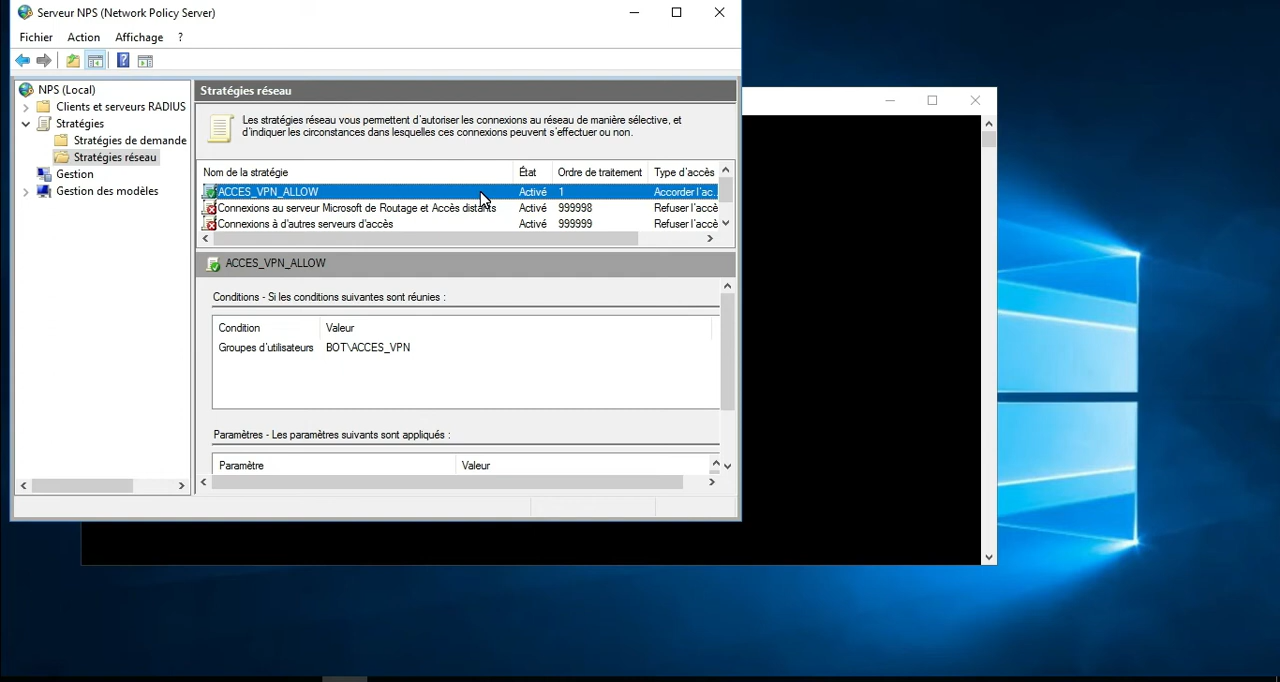 Serveur NPS (Network Policy Server)
Fichier Action Affichage ?
NPS (Local)
Clients et serveurs RADIUS
Stratégies
Stratégies de demande
Stratégies réseau
Gestion
Gestion des modèles
Stratégies réseau
Les stratégies réseau vous permettent d'autoriser les connexions au réseau de manière sélective, et
d'indiquer les circonstances dans lesquelles ces connexions peuvent s'effectuer ou non.
Nom de la stratégie État Ordre de traitement Type d'accès
ACCES_VPN_ALLOW Activé 1 Accorder l'ac...
Connexions au serveur Microsoft de Routage et Accès distants Activé 999998 Refuser l'accè
Connexions à d'autres serveurs d'accès Activé 999999 Refuser l'accè
ACCES_VPN_ALLOW
Conditions - Si les conditions suivantes sont réunies :
Condition Valeur
Groupes d'utilisateurs BOT\ACCES_VPN
Paramètres - Les paramètres suivants sont appliqués :
Paramètre Valeur